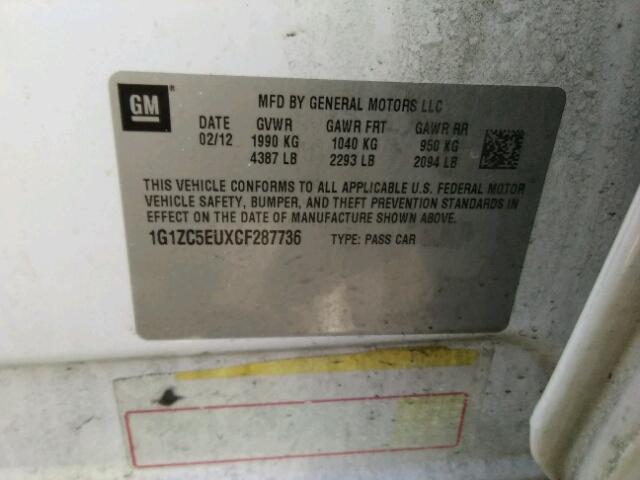 GM®
MFD BY GENERAL MOTORS LLC
DATE GVWR GAWR FRT GAWR RR
02/12 1990 KG 1040 KG 950 KG
4387 LB 2293 LB 2094 LB
THIS VEHICLE CONFORMS TO ALL APPLICABLE U.S. FEDERAL MOTOR
VEHICLE SAFETY, BUMPER, AND THEFT PREVENTION STANDARDS IN
EFFECT ON THE DATE OF MANUFACTURE SHOWN ABOVE.
1G1ZC5EUXCF287736 TYPE: PASS CAR